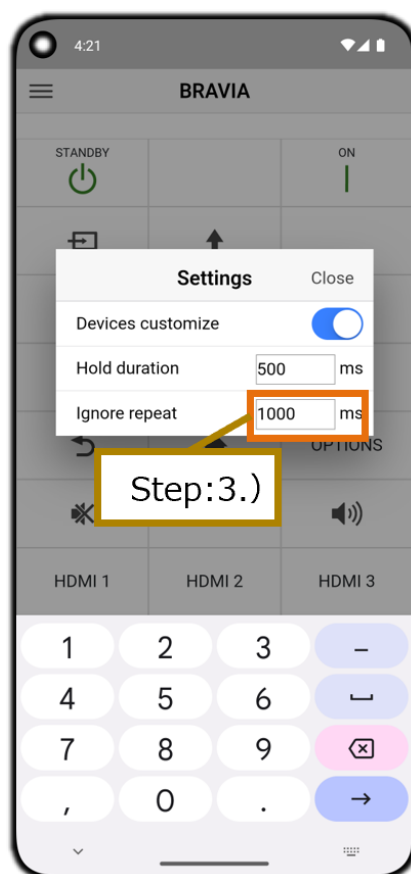 4:21
BRAVIA
STANDBY
ON
Settings
Close
Devices customize
Hold duration
500
ms
Ignore repeat
1000
ms
OPTIONS
Step:3.)
HDMI 1
HDMI 2
HDMI 3
1
2
3
–
4
5
6
7
8
9
,
0
.